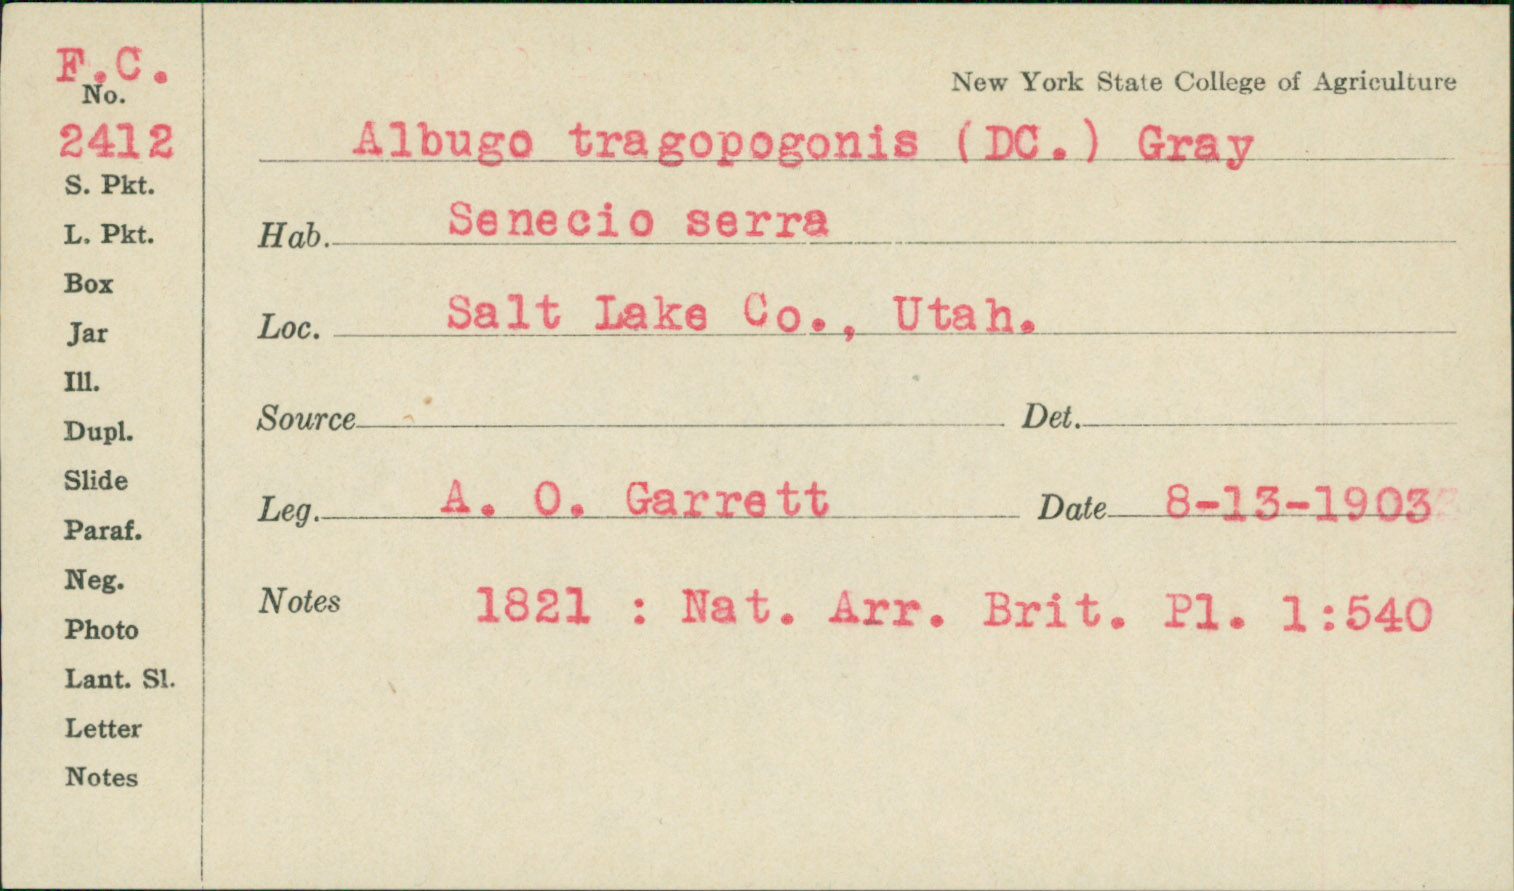 F.C.
No.
2412
S. Pkt.
L. Pkt.
Box
Jar
Ill.
Dupl.
Slide
Paraf.
Neg.
Photo
Lant. Sl.
Letter
Notes
New York State College of Agriculture
Albugo tragopogonis (DC.) Gray
Hab. Senecio serra
Loc. Salt Lake Co., Utah.
Source Det.
Leg. A. O. Garrett Date 8-13-1903
Notes 1821 : Nat. Arr. Brit. Pl. 1:540